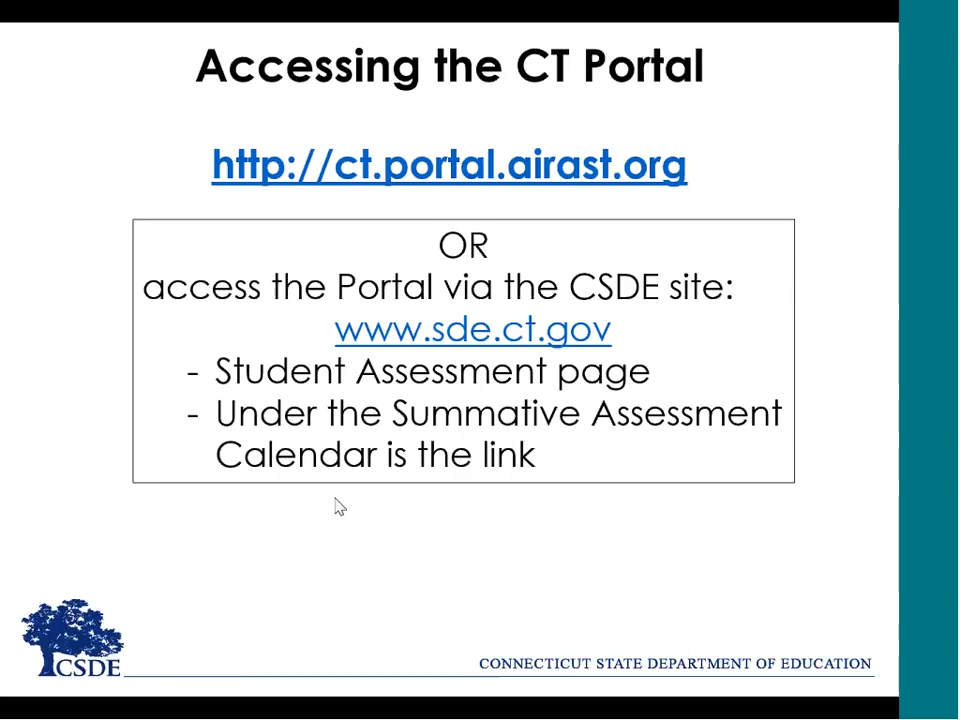 Accessing the CT Portal
http://ct.portal.airast.org
OR
access the Portal via the CSDE site:
www.sde.ct.gov
- Student Assessment page
- Under the Summative Assessment
Calendar is the link
CSDE
CONNECTICUT STATE DEPARTMENT OF EDUCATION